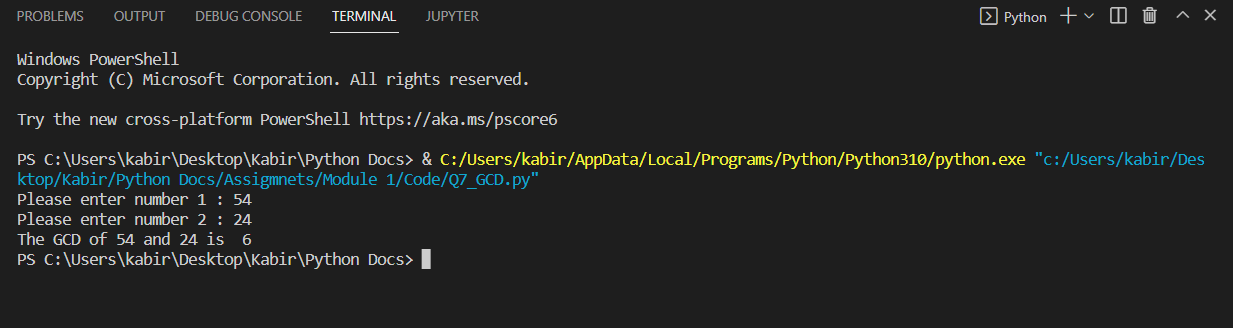 PROBLEMS OUTPUT DEBUG CONSOLE TERMINAL JUPYTER Python
Windows PowerShell
Copyright (C) Microsoft Corporation. All rights reserved.
Try the new cross-platform PowerShell https://aka.ms/pscore6
PS C:\Users\kabir\Desktop\Kabir\Python Docs> & C:/Users/kabir/AppData/Local/Programs/Python/Python310/python.exe "c:/Users/kabir/Des
ktop/Kabir/Python Docs/Assigmnets/Module 1/Code/Q7_GCD.py"
Please enter number 1 : 54
Please enter number 2 : 24
The GCD of 54 and 24 is  6
PS C:\Users\kabir\Desktop\Kabir\Python Docs>